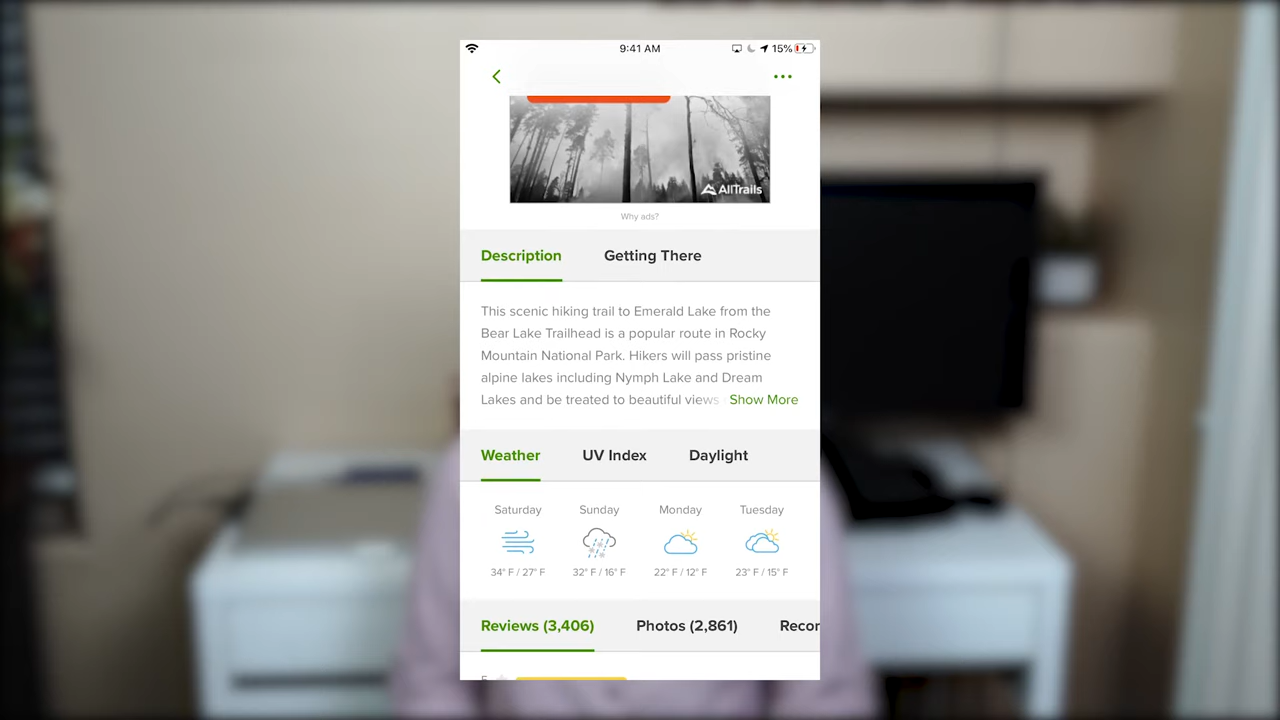 9:41 AM
15%
AllTrails
Why ads?
Description Getting There
This scenic hiking trail to Emerald Lake from the
Bear Lake Trailhead is a popular route in Rocky
Mountain National Park. Hikers will pass pristine
alpine lakes including Nymph Lake and Dream
Lakes and be treated to beautiful views Show More
Weather UV Index Daylight
Saturday Sunday Monday Tuesday
34° F / 27° F 32° F / 16° F 22° F / 12° F 23° F / 15° F
Reviews (3,406) Photos (2,861) Recor